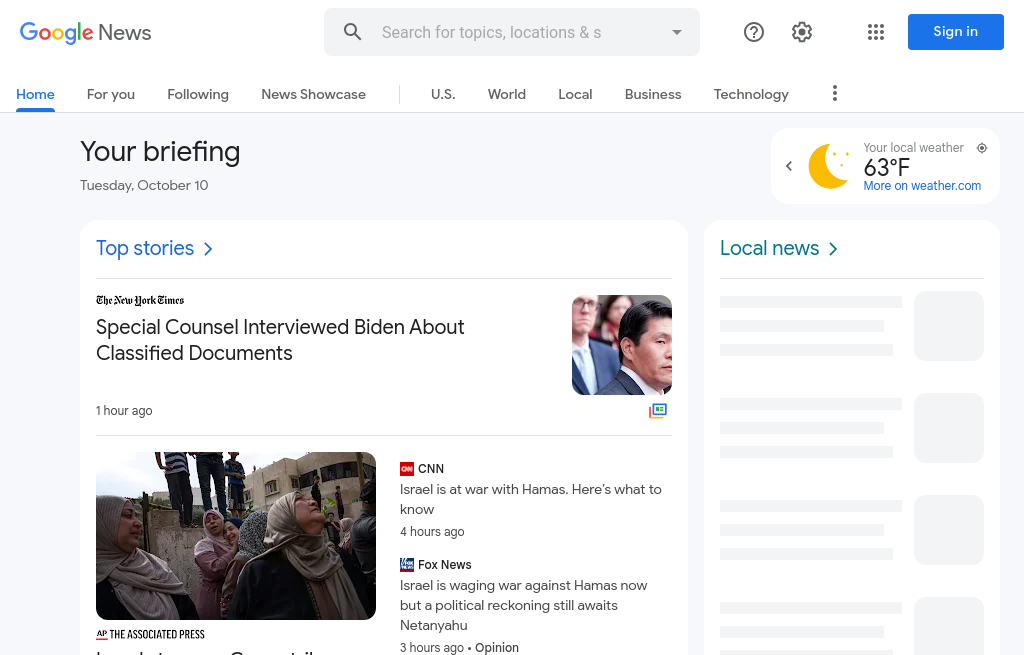 Google News
Search for topics, locations & s
Sign in
Home
For you
Following
News Showcase
U.S.
World
Local
Business
Technology
Your briefing
Tuesday, October 10
Your local weather
63°F
More on weather.com
Top stories
Local news
The New York Times
Special Counsel Interviewed Biden About
Classified Documents
1 hour ago
CNN
Israel is at war with Hamas. Here’s what to
know
4 hours ago
Fox News
Israel is waging war against Hamas now
but a political reckoning still awaits
Netanyahu
3 hours ago • Opinion
AP THE ASSOCIATED PRESS